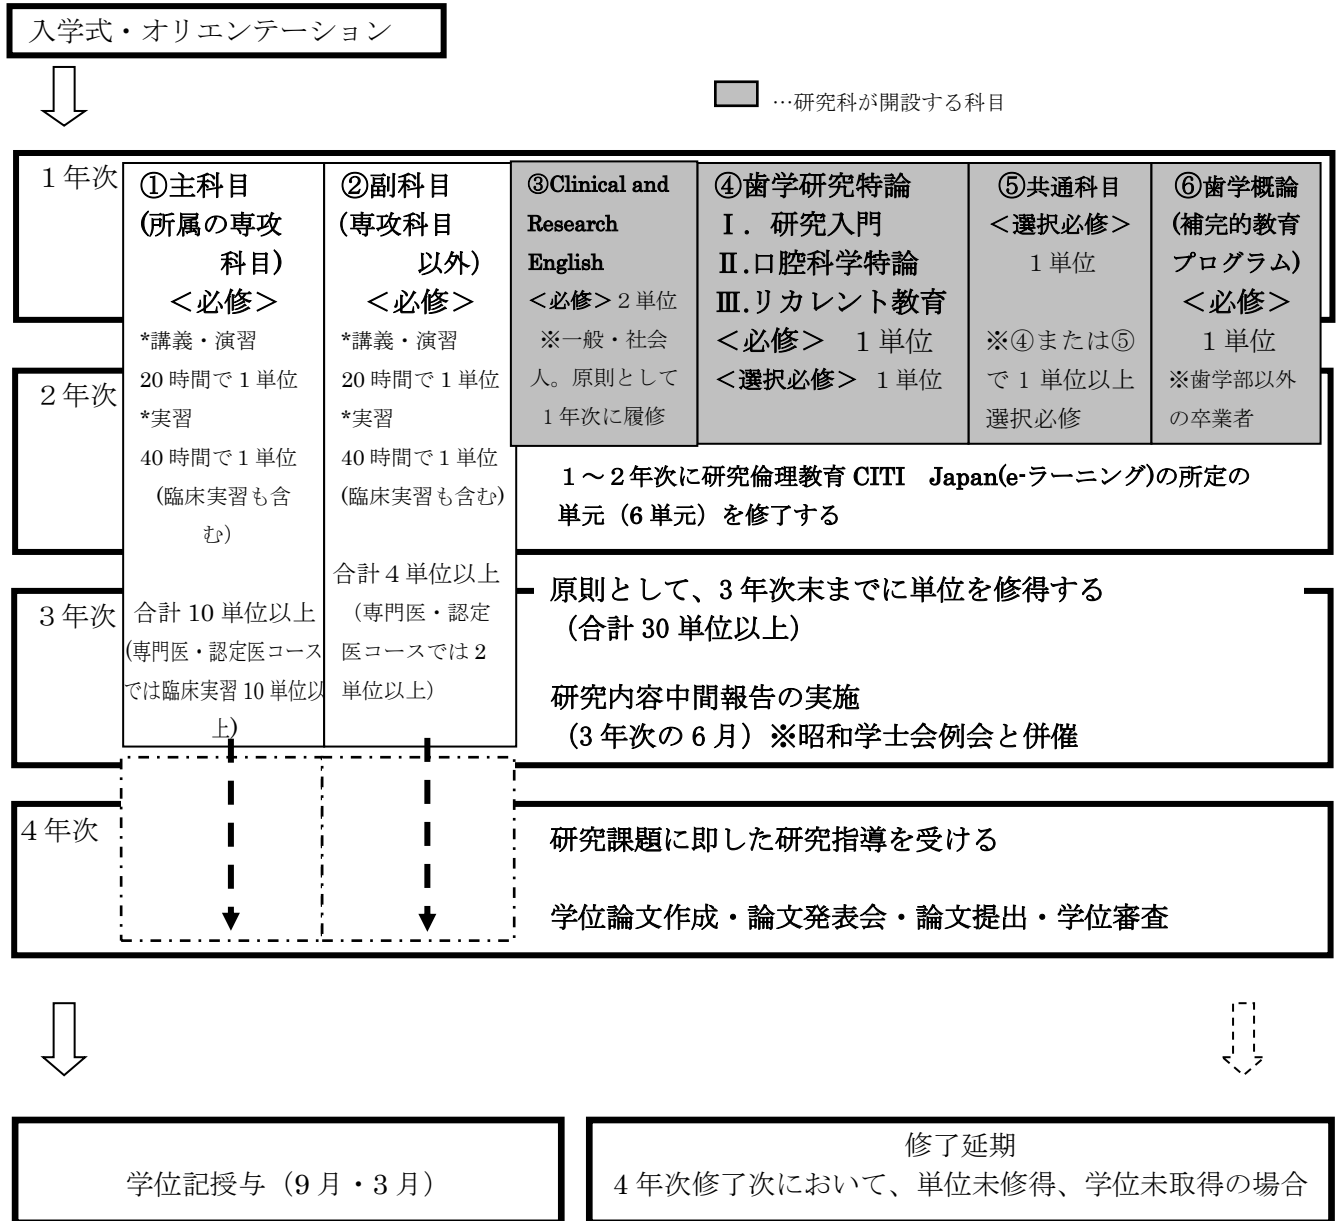 入学式・オリエンテーション
…研究科が開設する科目
１年次
①主科目
(所属の専攻
科目)
＜必修＞
*講義・演習
20 時間で 1 単位
*実習
40 時間で 1 単位
(臨床実習も含
む）
合計 10 単位以上
(専門医・認定医コース
では臨床実習 10 単位以
上)
②副科目
(専攻科目
以外）
＜必修＞
*講義・演習
20 時間で 1 単位
*実習
40 時間で 1 単位
(臨床実習も含む)
合計 4 単位以上
（専門医・認定
医コースでは 2
単位以上）
③Clinical and
Research
English
＜必修＞2 単位
※一般・社会
人。原則として
1 年次に履修
④歯学研究特論
Ⅰ．研究入門
Ⅱ.口腔科学特論
Ⅲ.リカレント教育
＜必修＞ 1 単位
＜選択必修＞ 1 単位
⑤共通科目
＜選択必修＞
1 単位
※④または⑤
で 1 単位以上
選択必修
⑥歯学概論
(補完的教育
プログラム)
＜必修＞
1 単位
※歯学部以外
の卒業者
２年次
１～２年次に研究倫理教育 CITI　Japan(e-ラーニング)の所定の
単元（6 単元）を修了する
３年次
原則として、3 年次末までに単位を修得する
（合計 30 単位以上）
研究内容中間報告の実施
（3 年次の 6 月）※昭和学士会例会と併催
４年次
研究課題に即した研究指導を受ける
学位論文作成・論文発表会・論文提出・学位審査
学位記授与（9 月・3 月）
修了延期
4 年次修了次において、単位未修得、学位未取得の場合